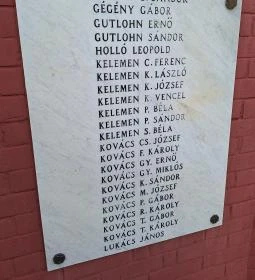 GÉGÉNY GÁBOR
GUTLOHN ERNŐ
GUTLOHN SÁNDOR
HOLLÓ LEOPOLD
KELEMEN C. FERENC
KELEMEN K. LÁSZLÓ
KELEMEN K. JÓZSEF
KELEMEN K. VENCEL
KELEMEN P. BÉLA
KELEMEN P. SÁNDOR
KELEMEN S. BÉLA
KOVÁCS CS. JÓZSEF
KOVÁCS F. KÁROLY
KOVÁCS GY. ERNŐ
KOVÁCS GY. MIKLÓS
KOVÁCS K. SÁNDOR
KOVÁCS M. JÓZSEF
KOVÁCS P. GÁBOR
KOVÁCS R. KÁROLY
KOVÁCS T. GÁBOR
KOVÁCS T. KÁROLY
LUKÁCS JÁNOS